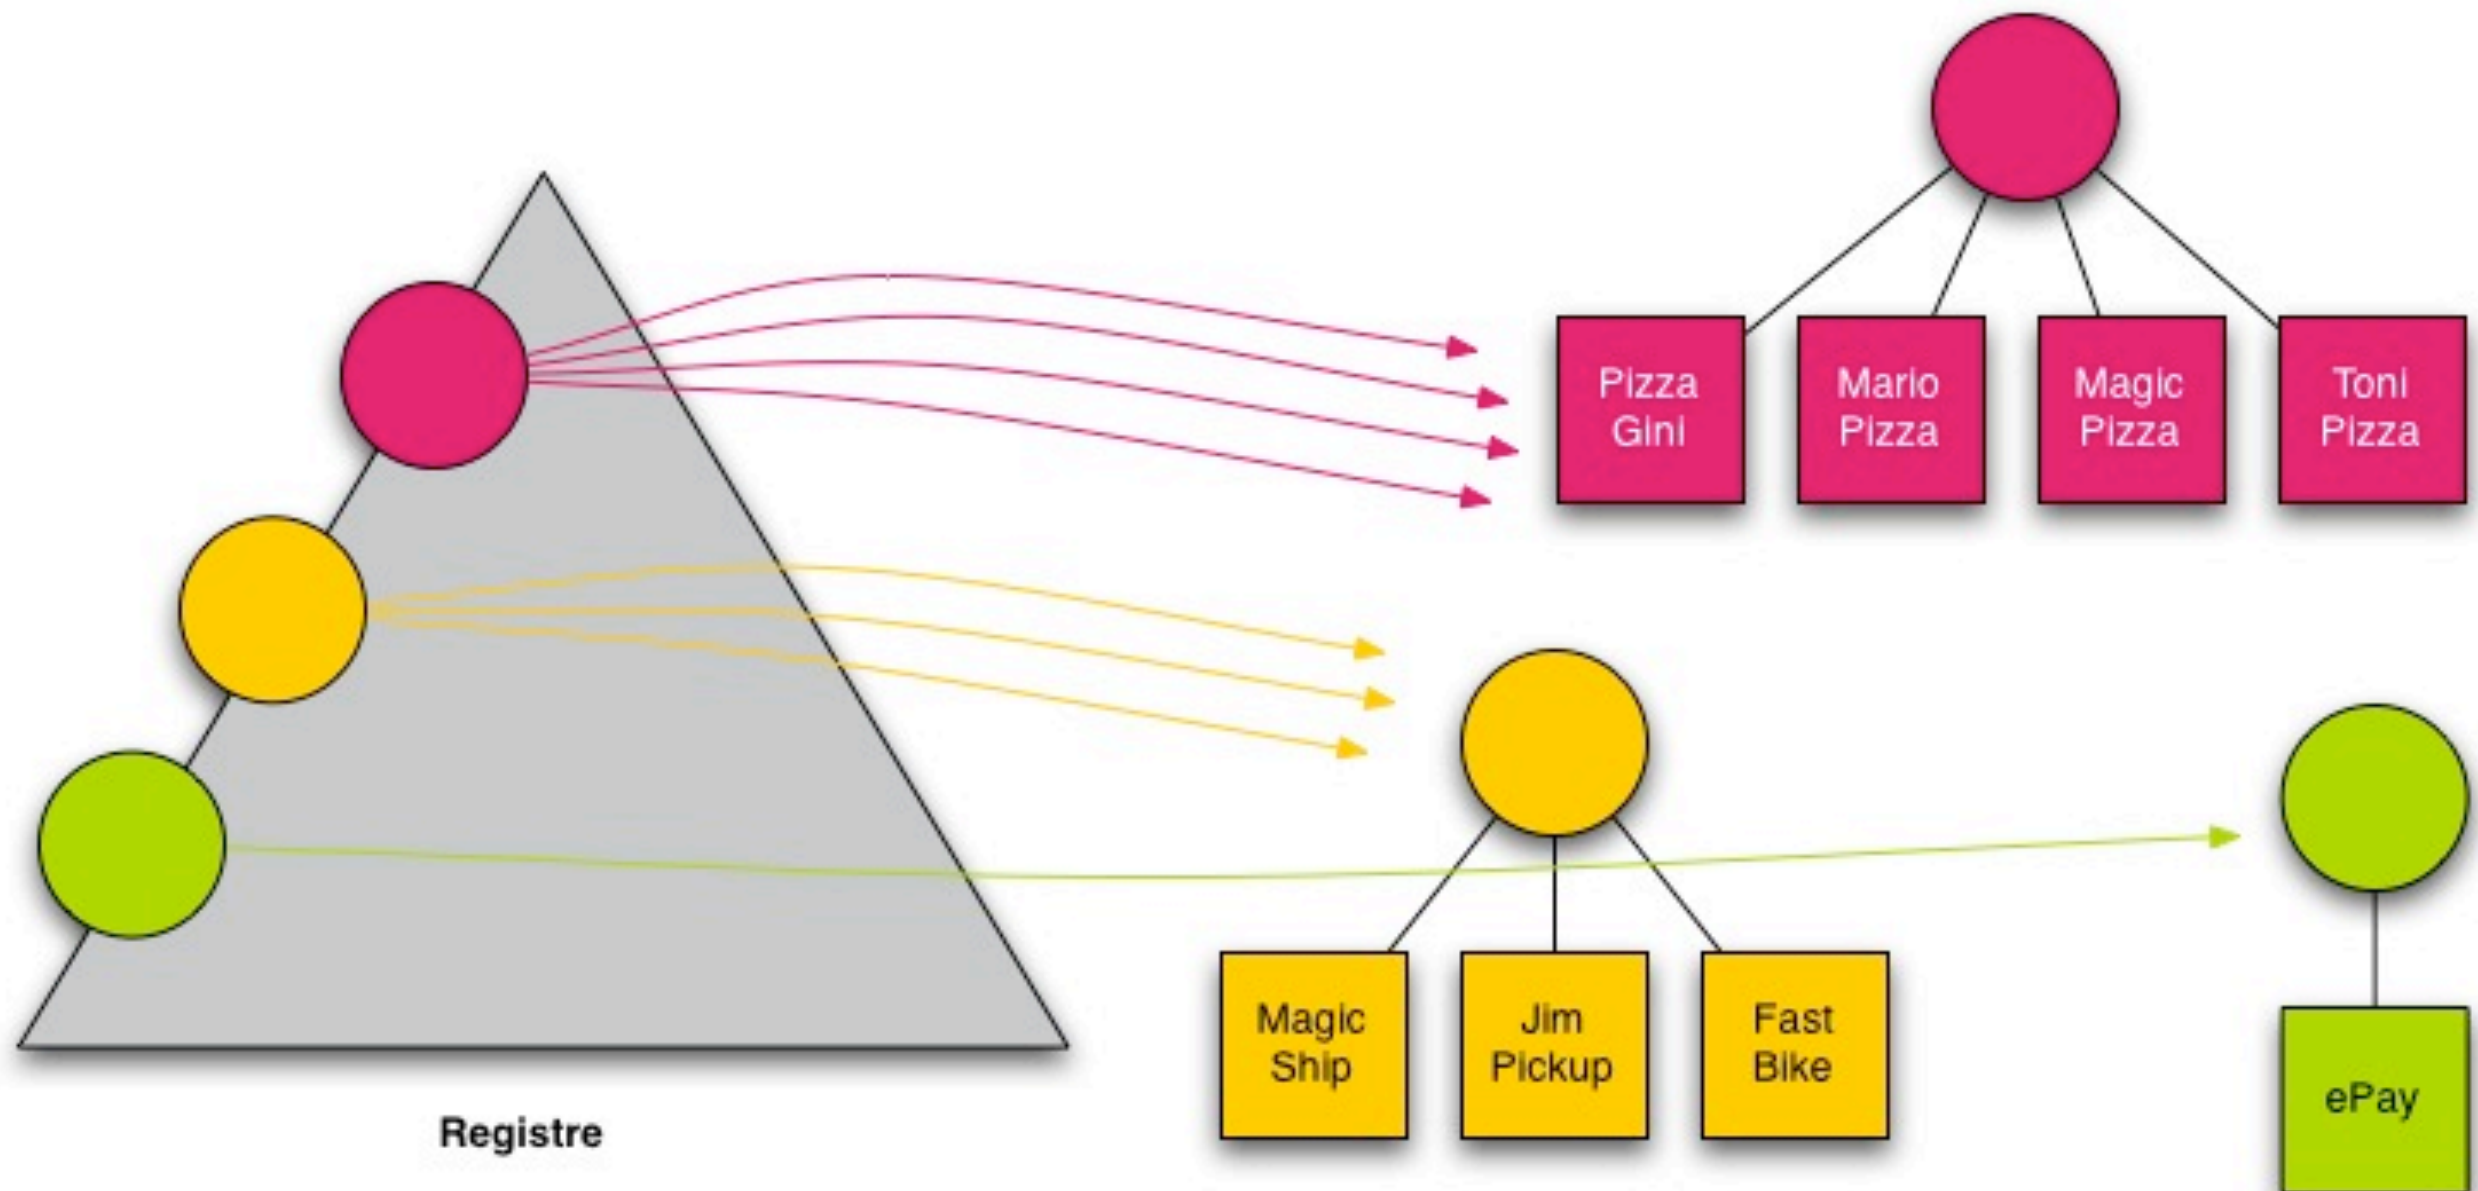 Pizza
Gini
Mario
Pizza
Magic
Pizza
Toni
Pizza
Magic
Ship
Jim
Pickup
Fast
Bike
ePay
Registre